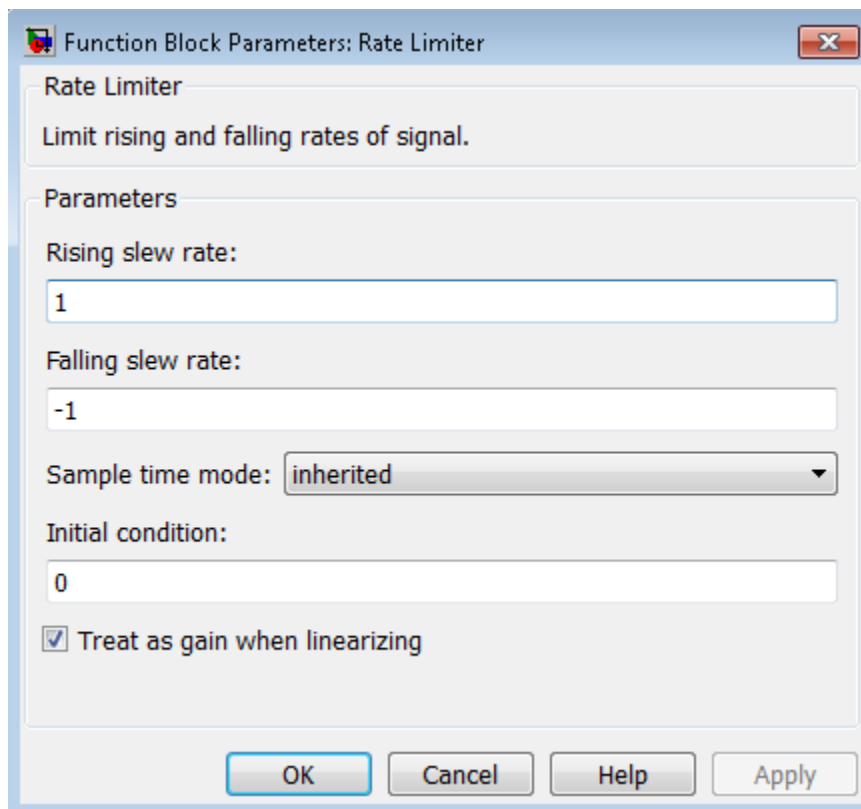 Function Block Parameters: Rate Limiter
Rate Limiter
Limit rising and falling rates of signal.
Parameters
Rising slew rate:
1
Falling slew rate:
-1
Sample time mode: inherited
Initial condition:
0
Treat as gain when linearizing
OK Cancel Help Apply